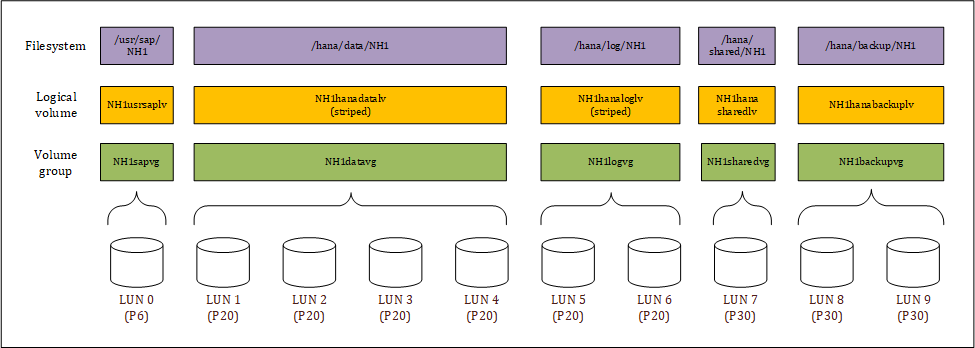 Filesystem
/usr/sap/
NH1
/hana/data/NH1
/hana/log/NH1
/hana/
shared/NH1
/hana/backup/NH1
Logical
volume
NH1usrsaplv
NH1hanadatalv
(striped)
NH1hanaloglv
(striped)
NH1hana
sharedlv
NH1hanabackuplv
Volume
group
NH1sapvg
NH1datavg
NH1logvg
NH1sharedvg
NH1backupvg
LUN 0
(P6)
LUN 1
(P20)
LUN 2
(P20)
LUN 3
(P20)
LUN 4
(P20)
LUN 5
(P20)
LUN 6
(P20)
LUN 7
(P30)
LUN 8
(P30)
LUN 9
(P30)